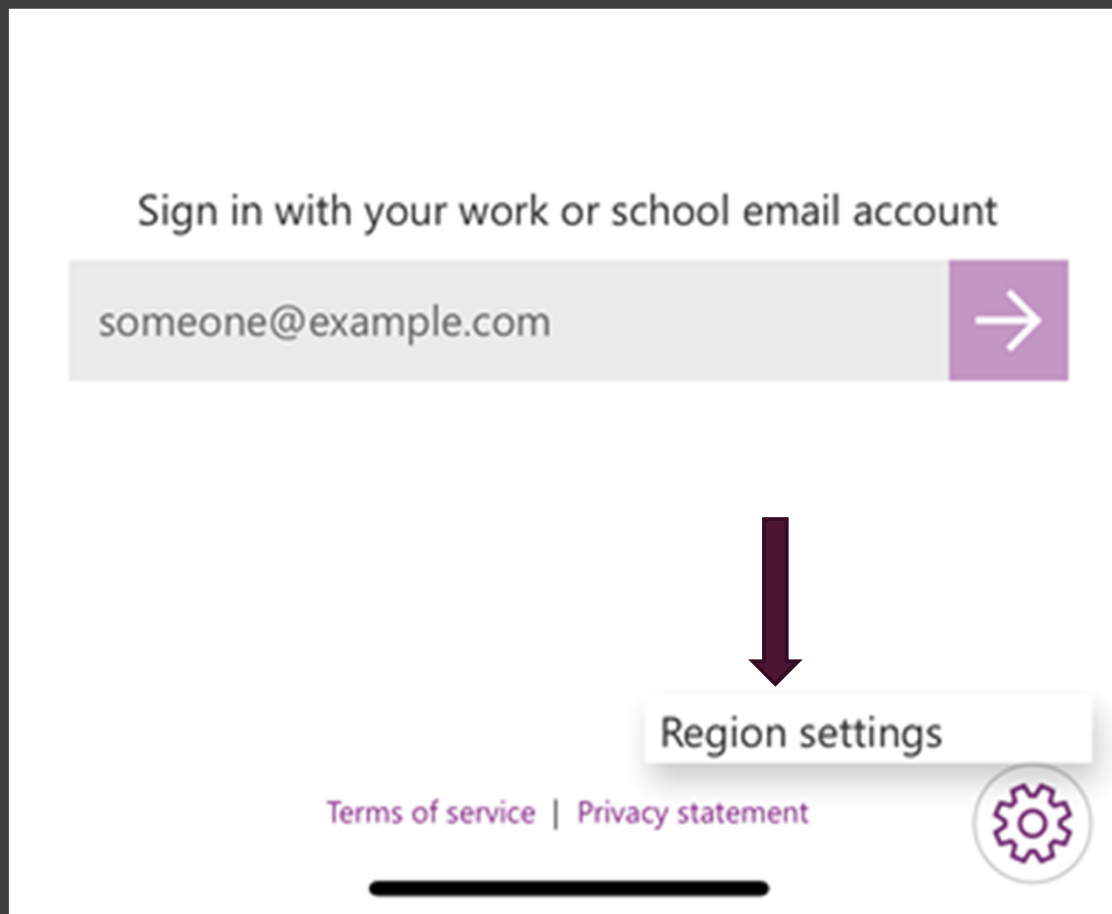 Sign in with your work or school email account
someone@example.com
Region settings
Terms of service | Privacy statement